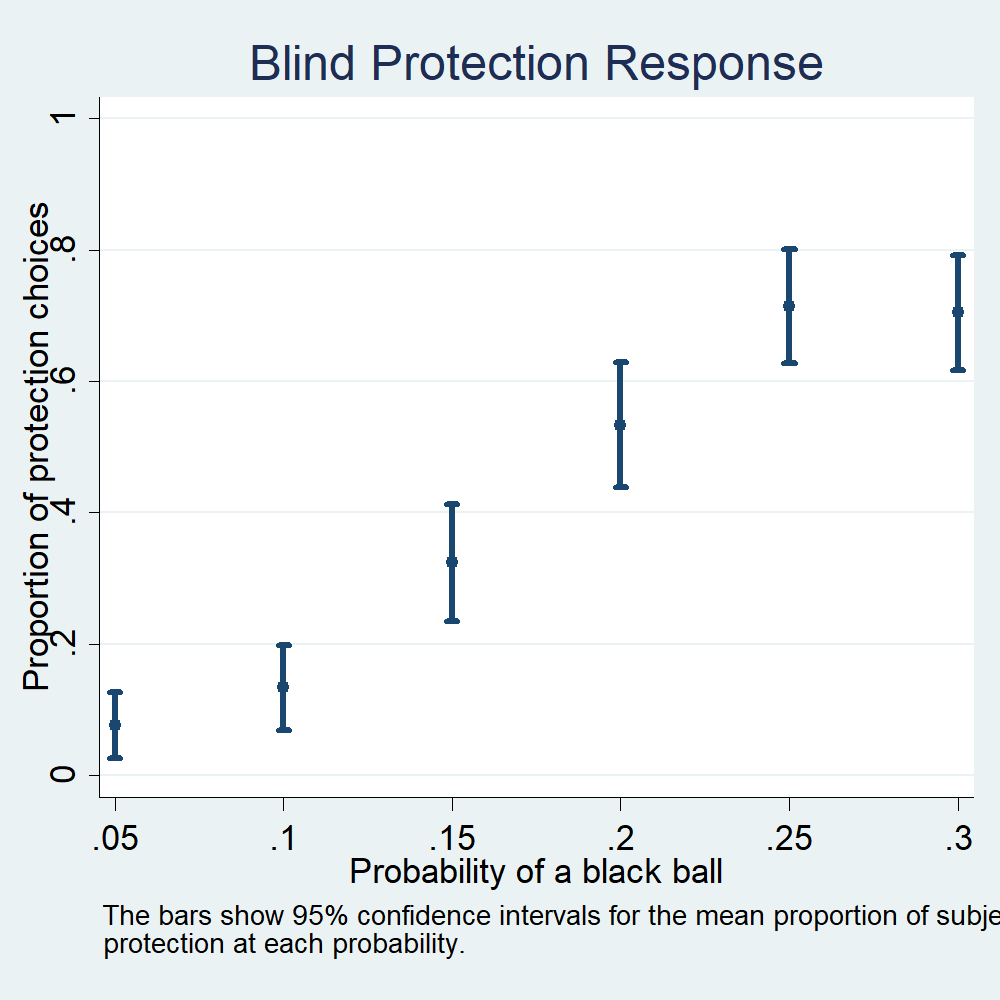 Blind Protection Response
Proportion of protection choices
1
.8
.6
.4
.2
0
.05 .1 .15 .2 .25 .3
Probability of a black ball
The bars show 95% confidence intervals for the mean proportion of subje
protection at each probability.